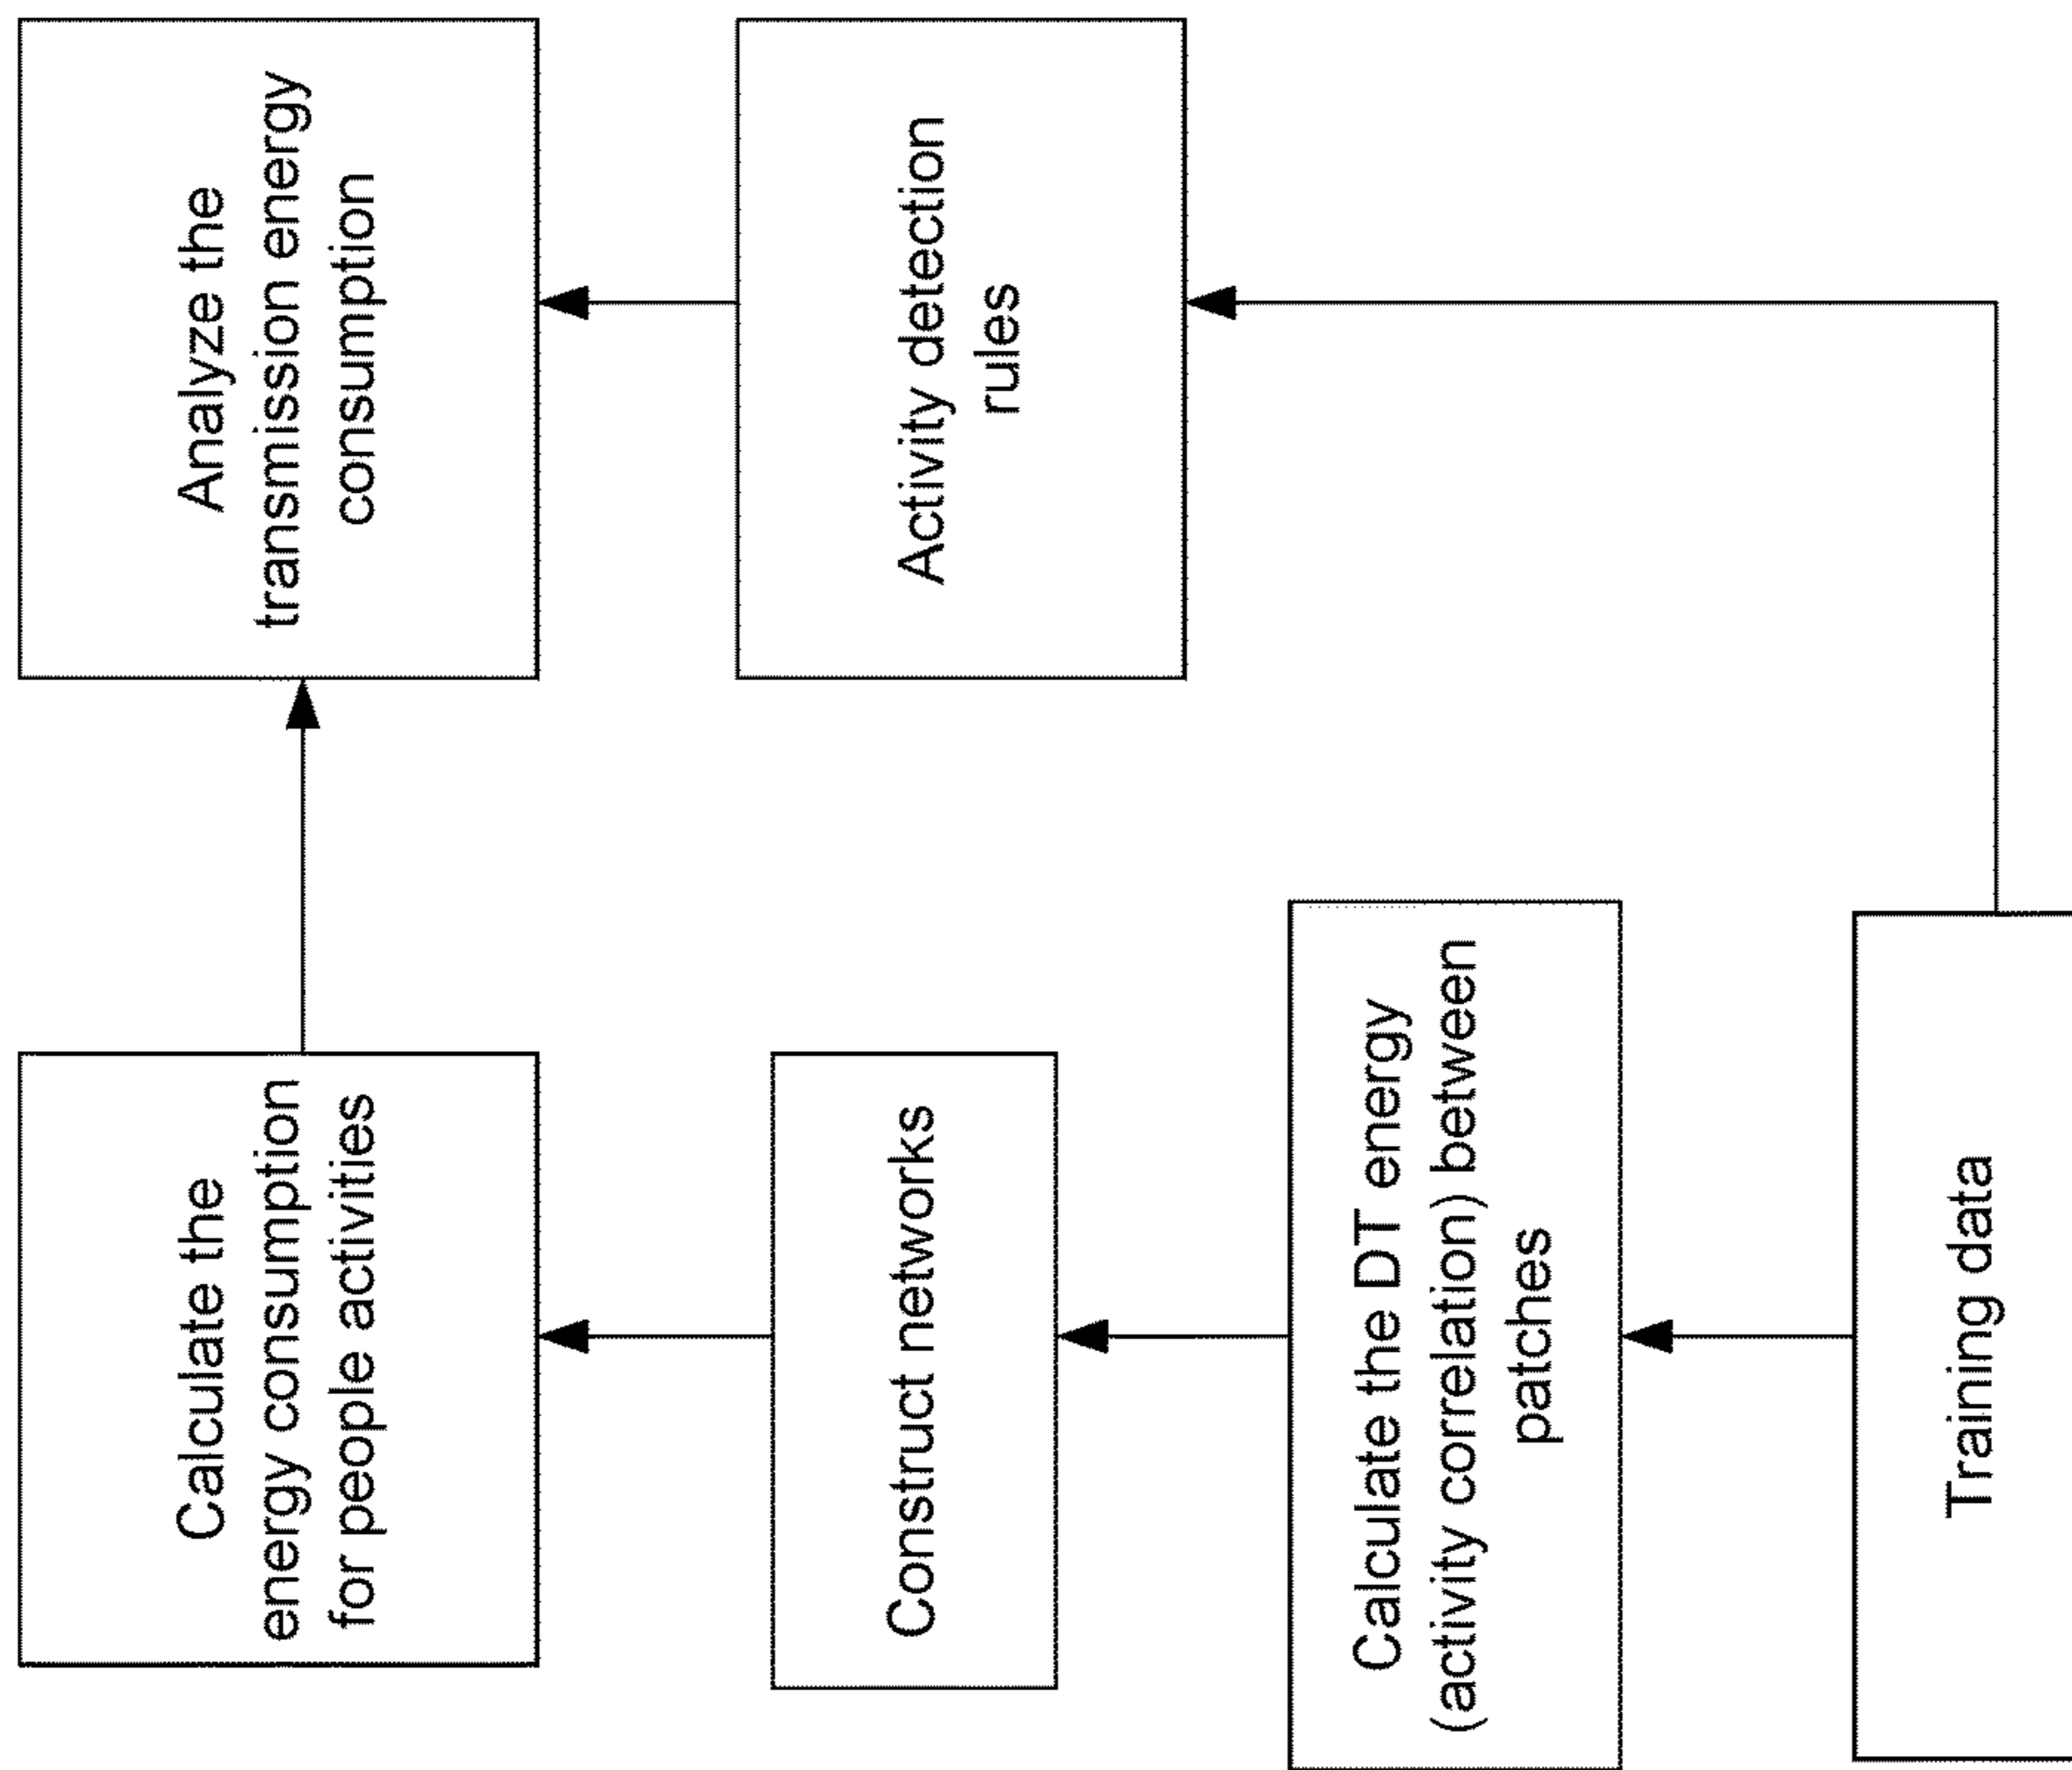 Calculate the
energy consumption
for people activities
Analyze the
transmission energy
consumption
Construct networks
Activity detection
rules
Calculate the DT energy
(activity correlation) between
patches
Training data